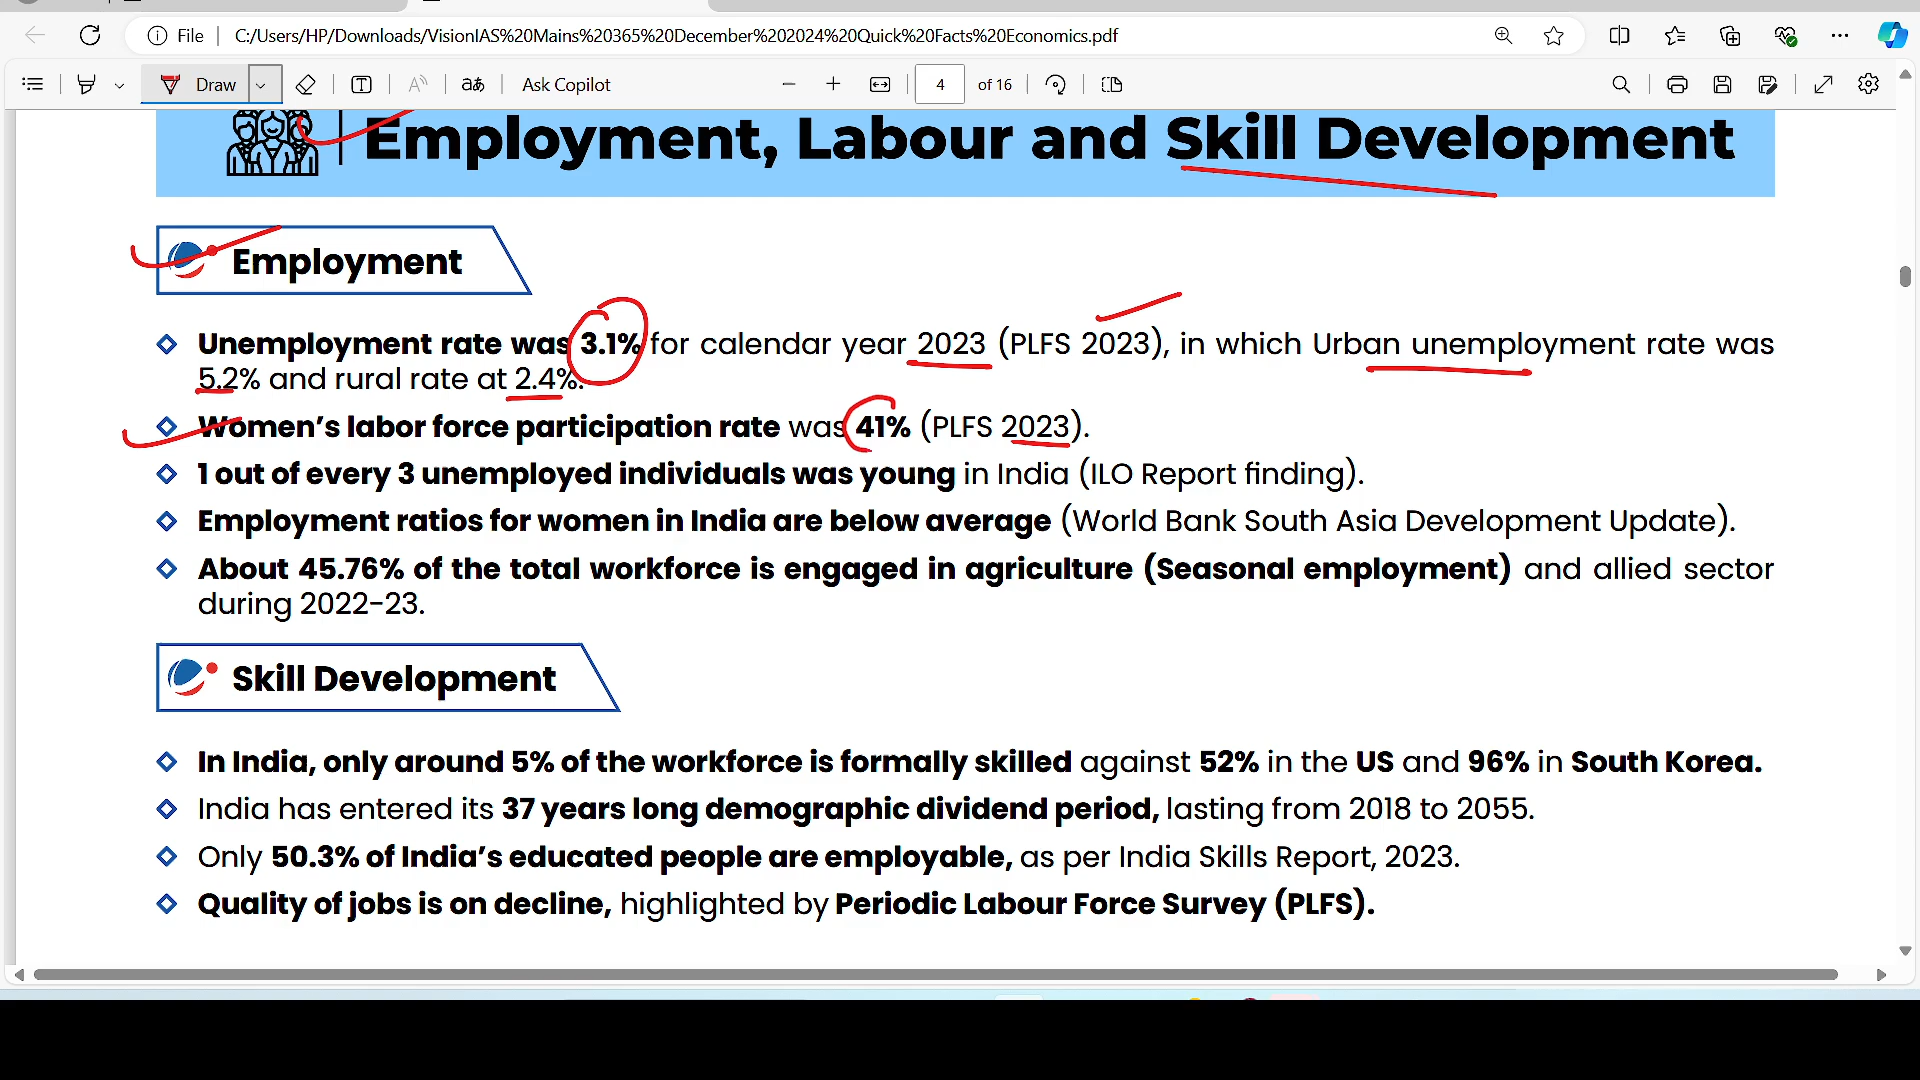 File
C:/Users/HP/Downloads/VisionIAS%20Mains%20365%20December%202024%20Quick%20Facts%20Economics.pdf
Draw
aあ
Ask Copilot
4
of 16
Employment, Labour and Skill Development
Employment
Unemployment rate was 3.1% for calendar year 2023 (PLFS 2023), in which Urban unemployment rate was
5.2% and rural rate at 2.4%.
Women's labor force participation rate was 41% (PLFS 2023).
1 out of every 3 unemployed individuals was young in India (ILO Report finding).
Employment ratios for women in India are below average (World Bank South Asia Development Update).
About 45.76% of the total workforce is engaged in agriculture (Seasonal employment) and allied sector
during 2022-23.
Skill Development
In India, only around 5% of the workforce is formally skilled against 52% in the US and 96% in South Korea.
India has entered its 37 years long demographic dividend period, lasting from 2018 to 2055.
Only 50.3% of India's educated people are employable, as per India Skills Report, 2023.
Quality of jobs is on decline, highlighted by Periodic Labour Force Survey (PLFS).